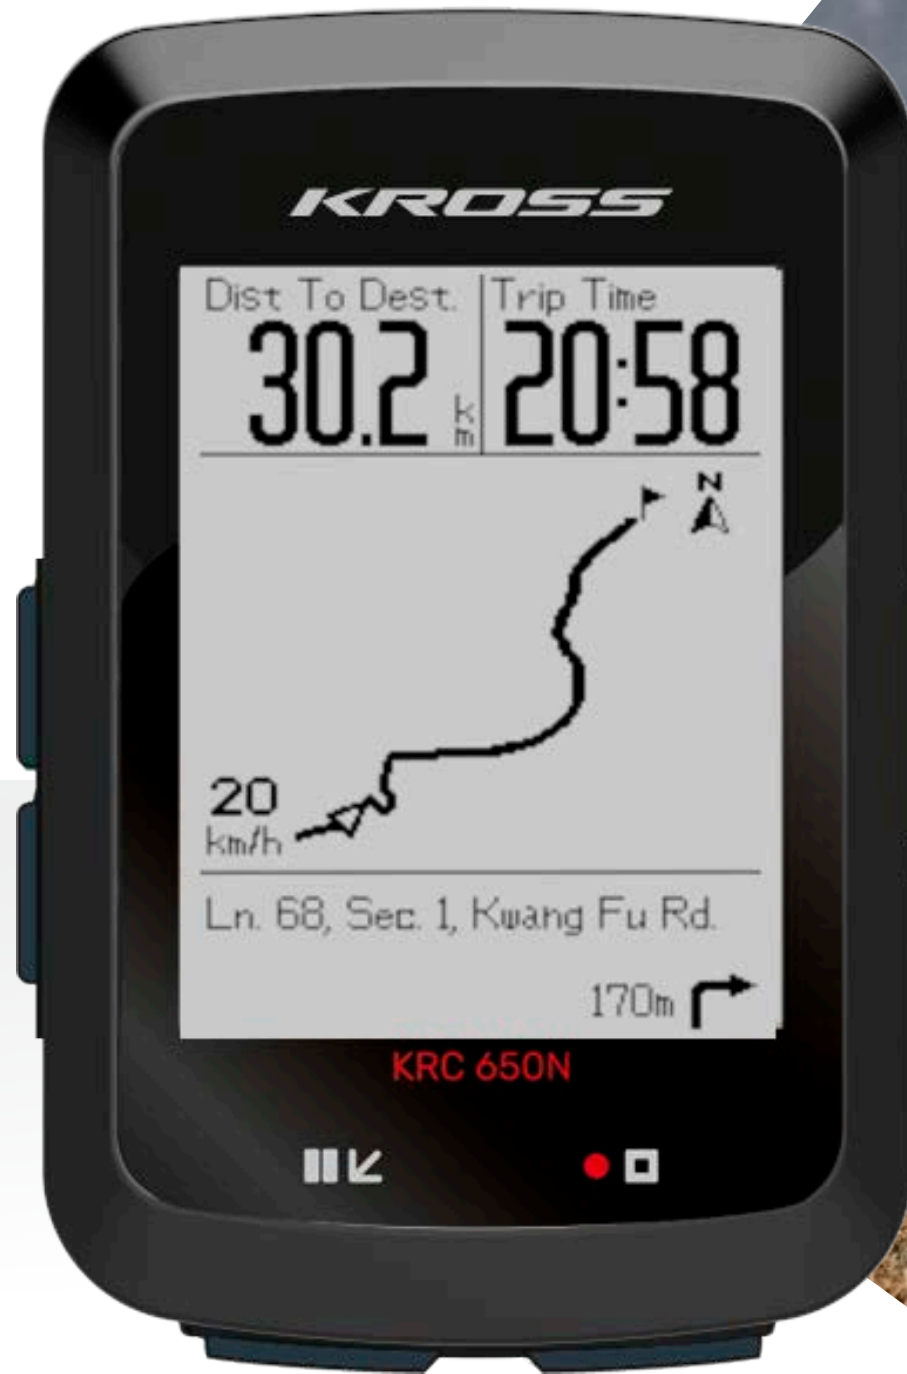 KROSS
Dist To Dest. Trip Time
30.2 km 20:58
N
20
km/h
Ln. 68, Sec. 1, Kwang Fu Rd.
170m
KRC 650N